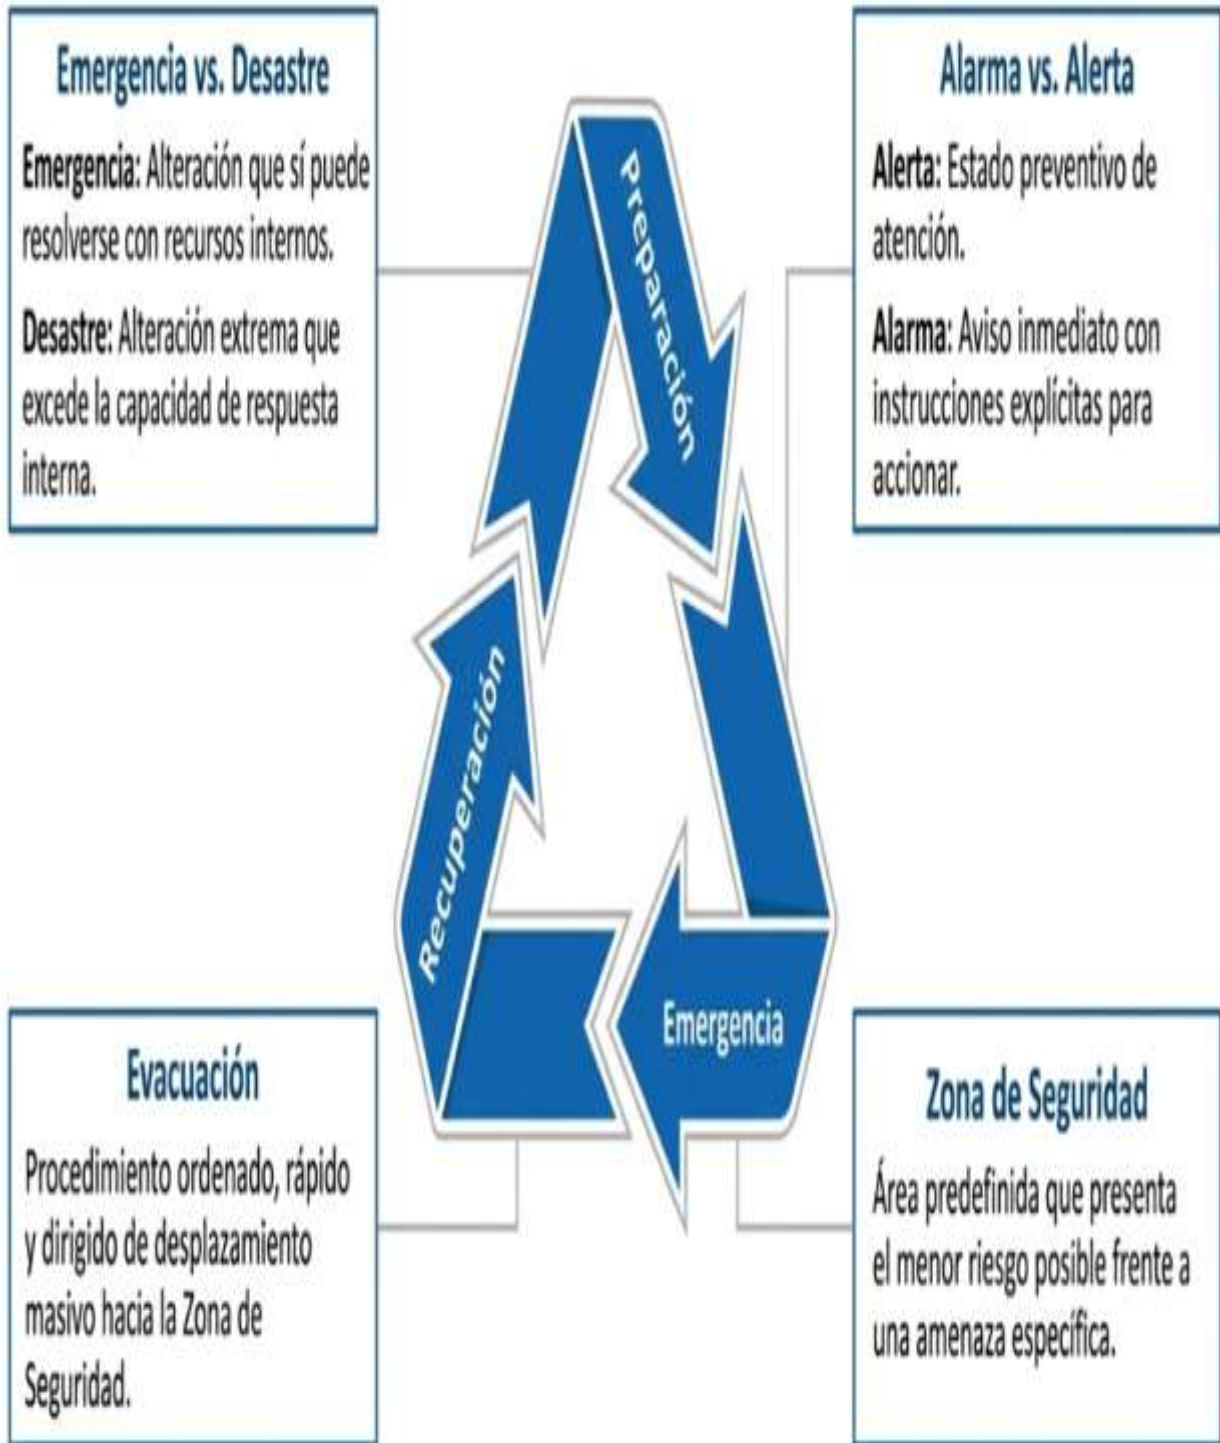 Emergencia vs. Desastre
Emergencia: Alteración que sí puede
resolverse con recursos internos.
Desastre: Alteración extrema que
excede la capacidad de respuesta
interna.
Alarma vs. Alerta
Alerta: Estado preventivo de
atención.
Alarma: Aviso inmediato con
instrucciones explícitas para
accionar.
Preparación
Recuperación
Emergencia
Evacuación
Procedimiento ordenado, rápido
y dirigido de desplazamiento
masivo hacia la Zona de
Seguridad.
Zona de Seguridad
Área predefinida que presenta
el menor riesgo posible frente a
una amenaza específica.